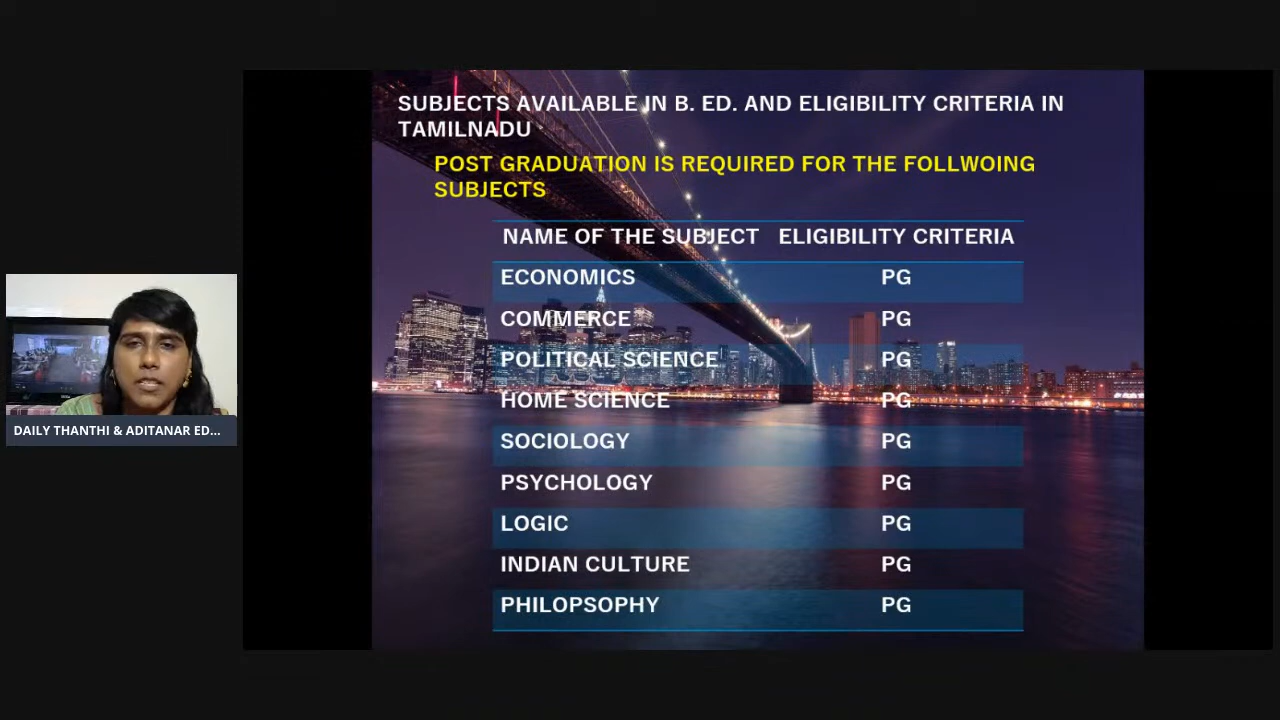 SUBJECTS AVAILABLE IN B. ED. AND ELIGIBILITY CRITERIA IN
TAMILNADU
POST GRADUATION IS REQUIRED FOR THE FOLLWOING
SUBJECTS
NAME OF THE SUBJECT ELIGIBILITY CRITERIA
ECONOMICS PG
COMMERCE PG
POLITICAL SCIENCE PG
HOME SCIENCE PG
SOCIOLOGY PG
PSYCHOLOGY PG
LOGIC PG
INDIAN CULTURE PG
PHILOPSOPHY PG
DAILY THANTHI & ADITANAR ED...